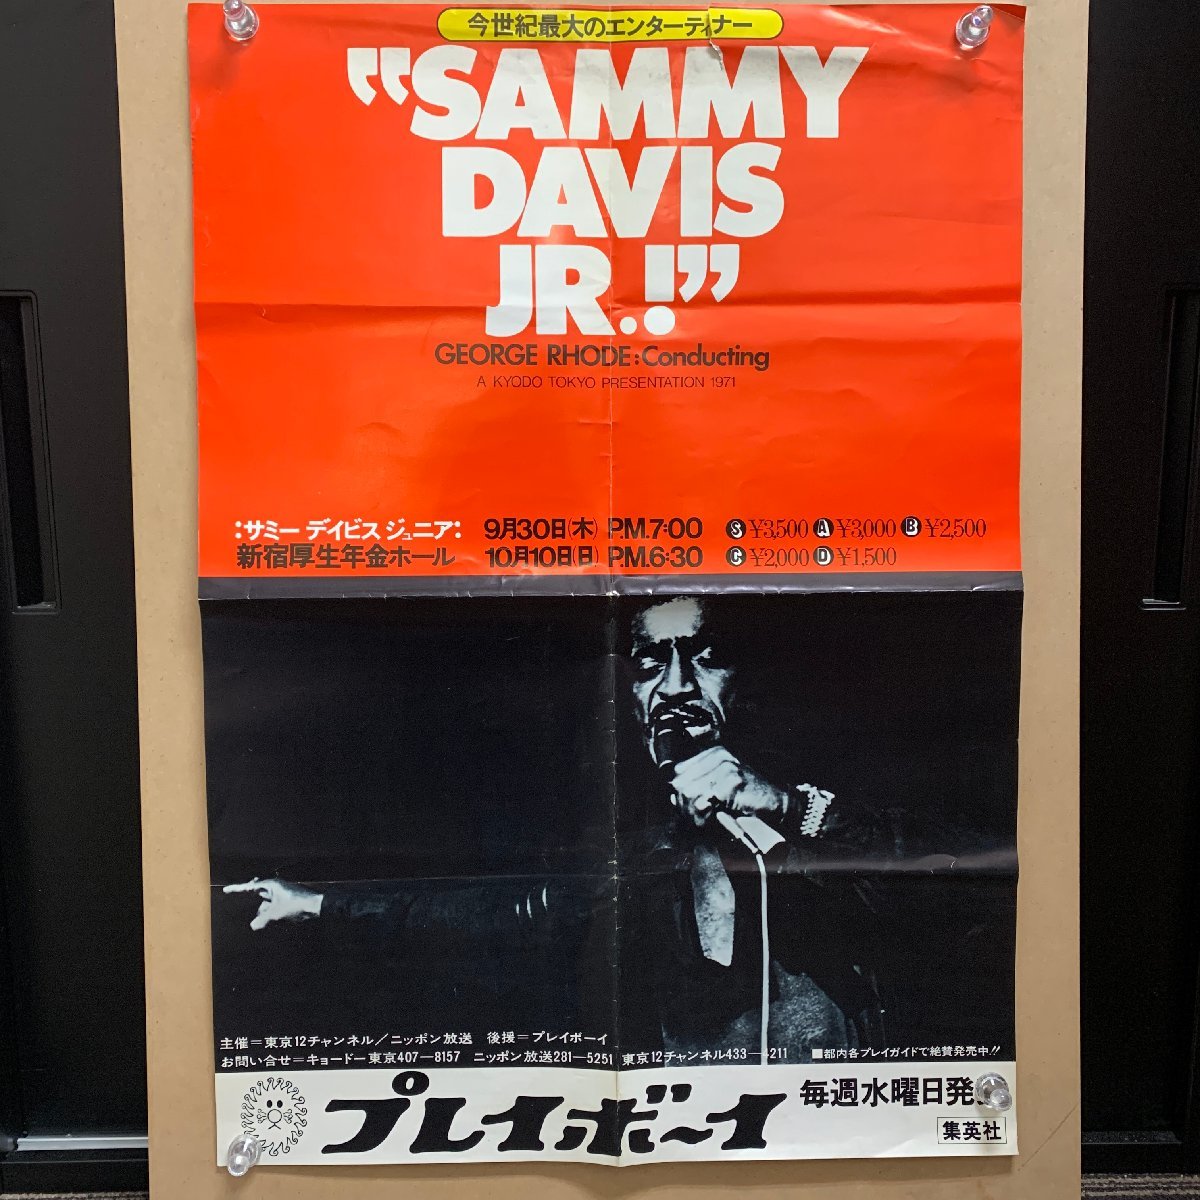 今世紀最大のエンターティナー
"SAMMY
DAVIS
JR.!"
GEORGE RHODE:Conducting
A KYODO TOKYO PRESENTATION 1971
:サミー デイビス ジュニア: 9月30日(木) P.M.7:00 S ¥3,500 A ¥3,000 B ¥2,500
新宿厚生年金ホール 10月10日(日) P.M.6:30 C ¥2,000 D ¥1,500
主催=東京12チャンネル/ニッポン放送 後援=プレイボーイ
お問い合せ=キョードー東京407-8157 ニッポン放送281-5251 東京12チャンネル433-4211 ■都内各プレイガイドで絶賛発売中!!
プレイボーイ 毎週水曜日発
集英社